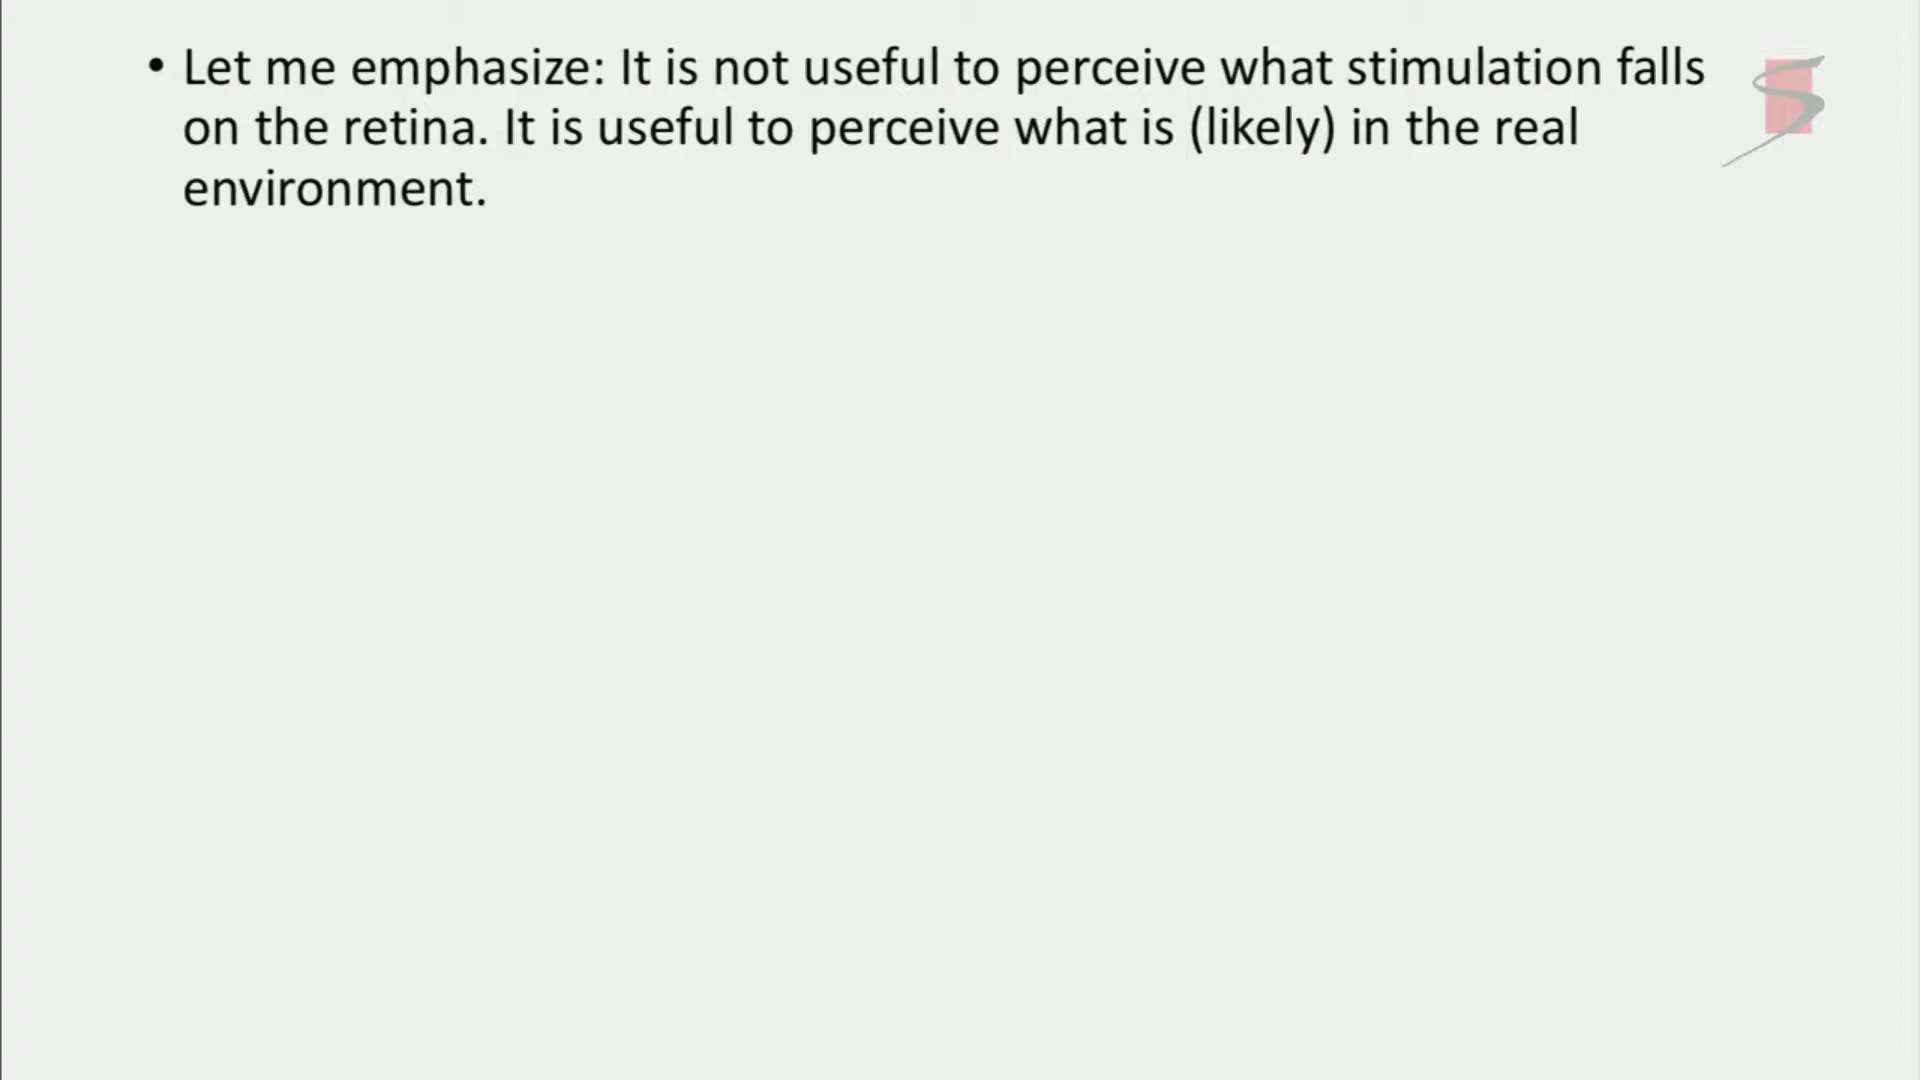 • Let me emphasize: It is not useful to perceive what stimulation falls
on the retina. It is useful to perceive what is (likely) in the real
environment.